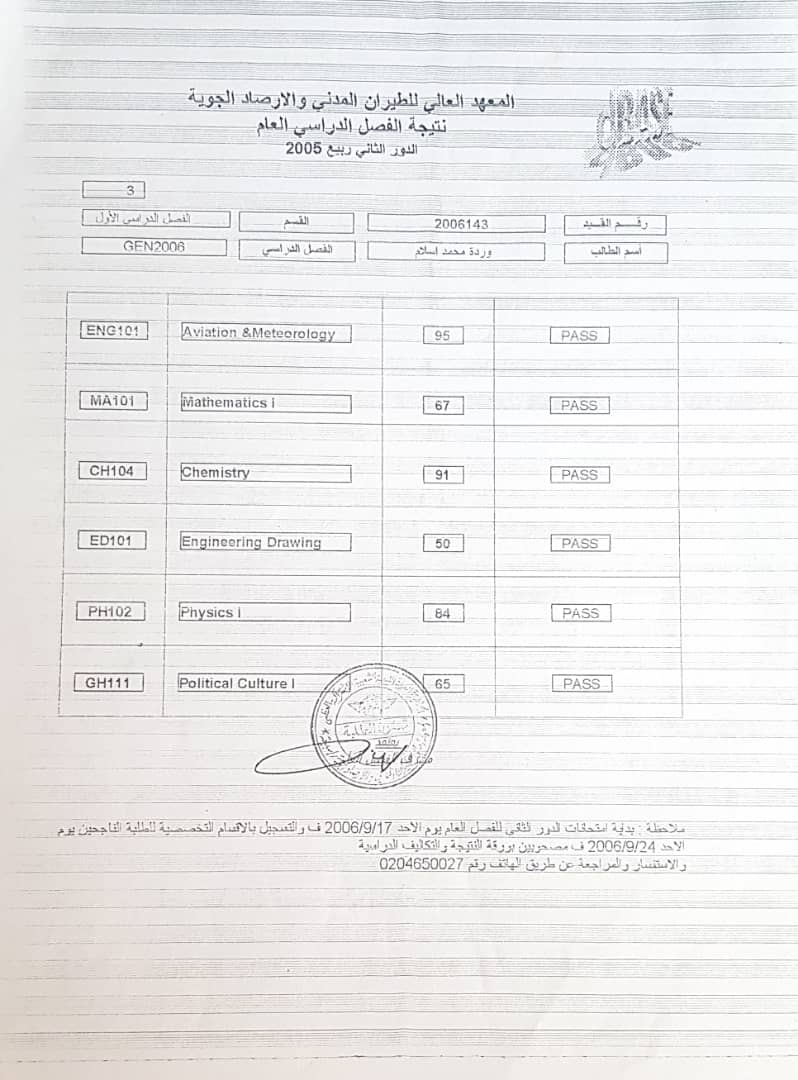 المعهد العالي للطيران المدني والارصاد الجوية
نتيجة الفصل الدراسي العام
الدور الثاني ربيع 2005
3
رقم القيد 2006143 القسم الفصل الدراسي الأول
اسم الطالب وردة محمد اسلام الفصل الدراسي GEN2006
ENG101 Aviation &Meteorology 95 PASS
MA101 Mathematics i 67 PASS
CH104 Chemistry 91 PASS
ED101 Engineering Drawing 50 PASS
PH102 Physics i 84 PASS
GH111 Political Culture I 65 PASS
ملاحظة : بداية امتحانات الدور الثاني للفصل العام يوم الاحد 2006/9/17 ف والتسجيل بالاقسام التخصصية للطلبة الناجحين يوم
الاحد 2006/9/24 ف مصحوبين بورقة النتيجة والتكاليف الدراسية
والاستفسار والمراجعة عن طريق الهاتف رقم 0204650027